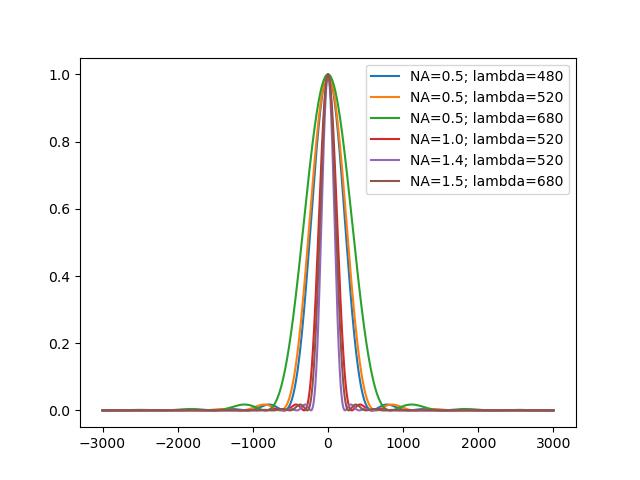 NA=0.5; lambda=480
NA=0.5; lambda=520
NA=0.5; lambda=680
NA=1.0; lambda=520
NA=1.4; lambda=520
NA=1.5; lambda=680
1.0
0.8
0.6
0.4
0.2
0.0
−3000 −2000 −1000 0 1000 2000 3000